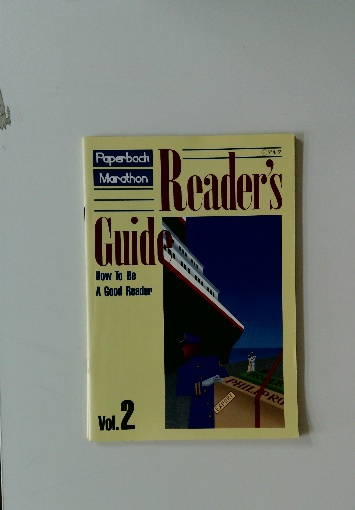 Paperback
Marathon
Reader's
Guide
How To Be
A Good Reader
Vol.2